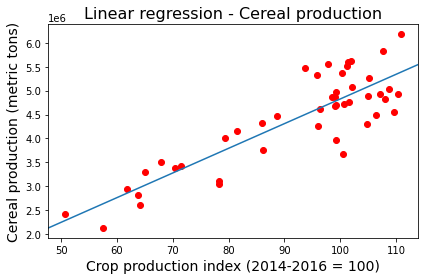 Linear regression - Cereal production
1e6
6.0
5.5
5.0
4.5
4.0
3.5
3.0
2.5
2.0
Cereal production (metric tons)
50 60 70 80 90 100 110
Crop production index (2014-2016 = 100)